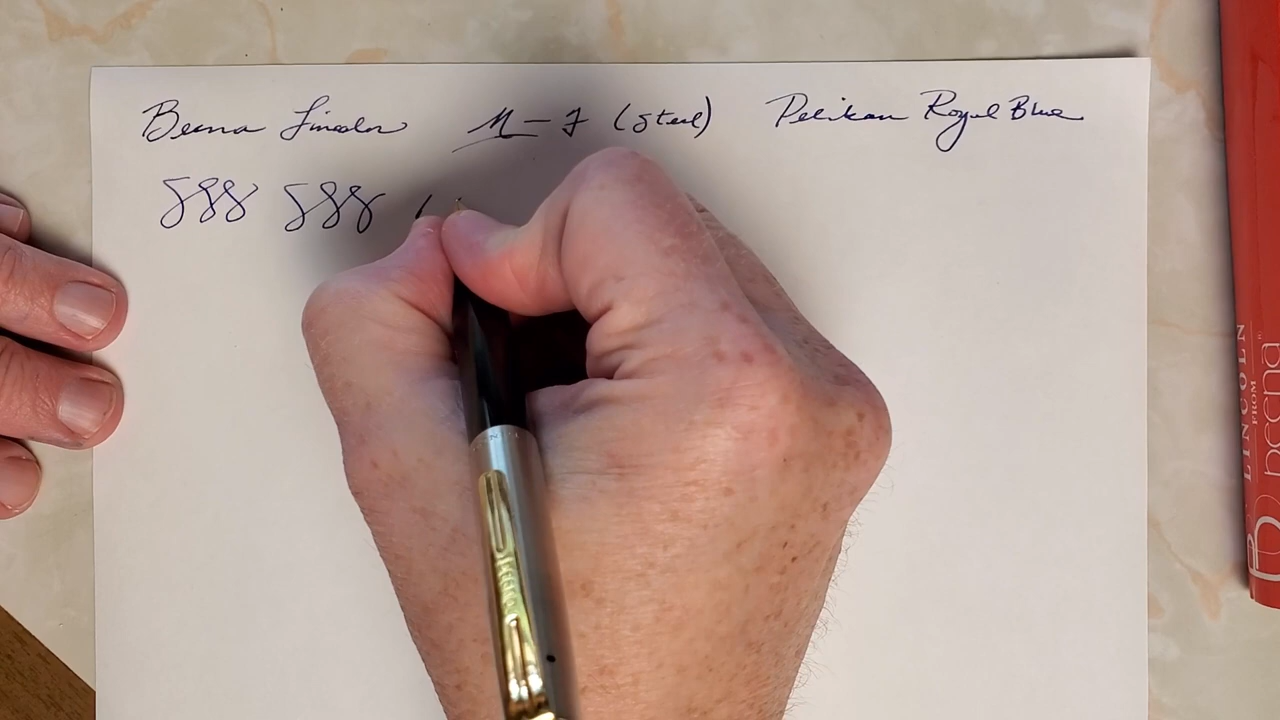 Beena Lincoln M-F (Steel) Pelikan Royal Blue
888 888
LINCOLN
FROM
Beena